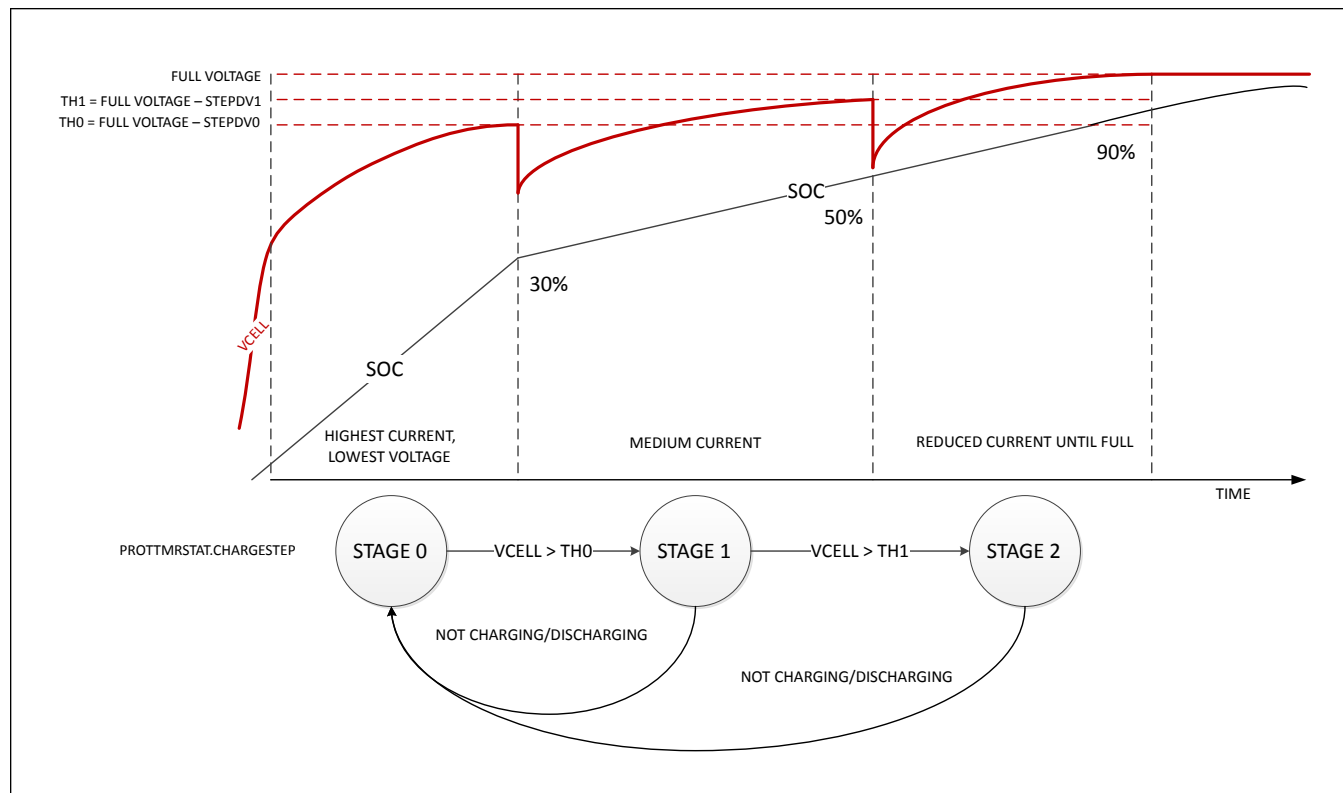 FULL VOLTAGE
TH1 = FULL VOLTAGE – STEPDV1
TH0 = FULL VOLTAGE – STEPDV0
90%
SOC
50%
30%
VCELL
SOC
HIGHEST CURRENT,
LOWEST VOLTAGE
MEDIUM CURRENT
REDUCED CURRENT UNTIL FULL
TIME
PROTTMRSTAT.CHARGESTEP
STAGE 0
VCELL > TH0
STAGE 1
VCELL > TH1
STAGE 2
NOT CHARGING/DISCHARGING
NOT CHARGING/DISCHARGING